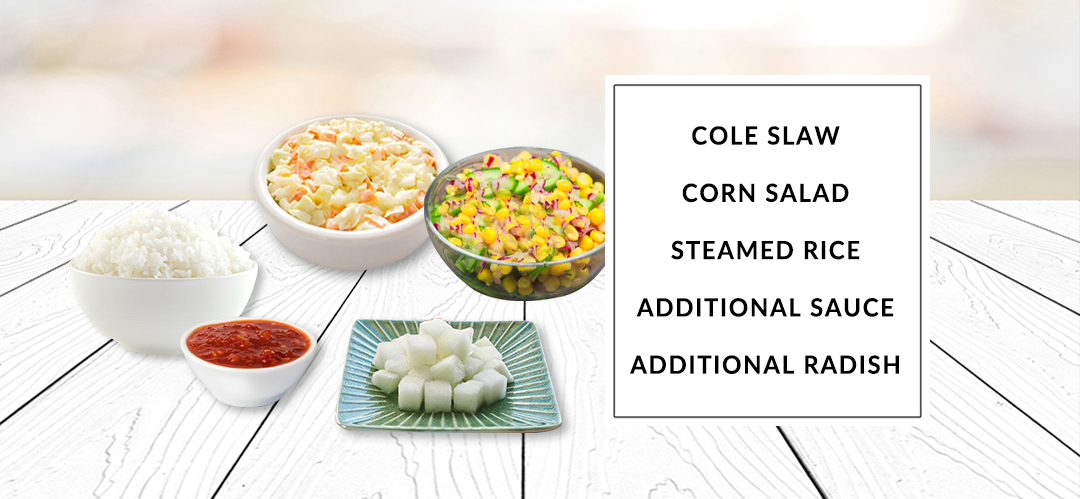 COLE SLAW
CORN SALAD
STEAMED RICE
ADDITIONAL SAUCE
ADDITIONAL RADISH